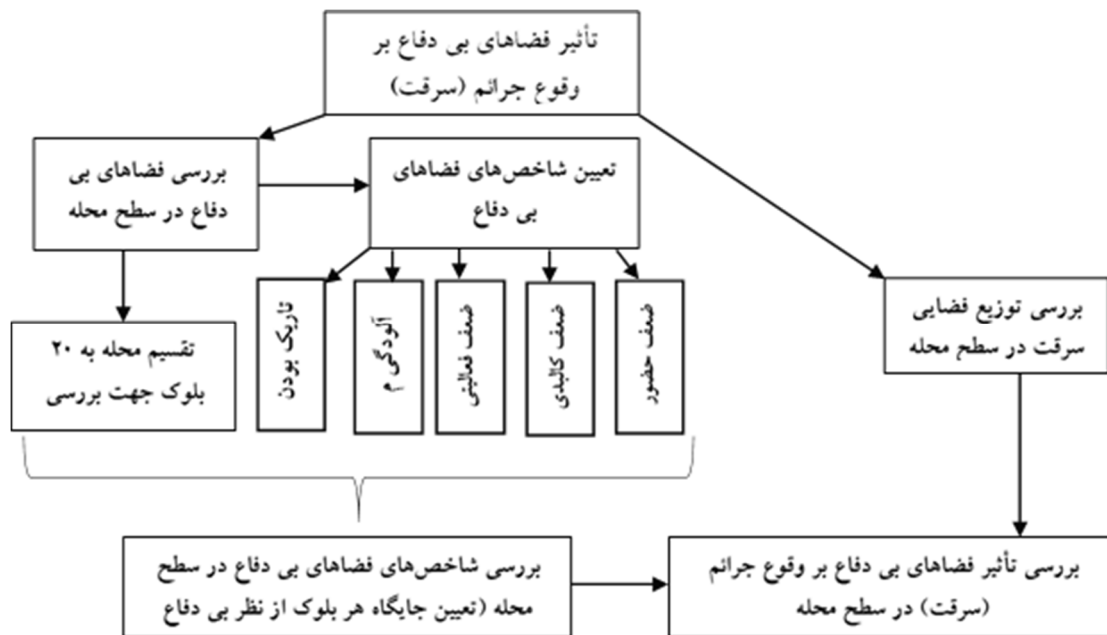 تأثیر فضاهای بی دفاع بر
وقوع جرائم (سرقت)
تعیین شاخص‌های فضاهای
بی دفاع
بررسی فضاهای بی
دفاع در سطح محله
تقسیم محله به ۲۰
بلوک جهت بررسی
ضعف حضور
ضعف کالبدی
ضعف فعالیتی
آلودگی م
تاریک بودن
بررسی توزیع فضایی
سرقت در سطح محله
بررسی شاخص‌های فضاهای بی دفاع در سطح
محله (تعیین جایگاه هر بلوک از نظر بی دفاع
بررسی تأثیر فضاهای بی دفاع بر وقوع جرائم
(سرقت) در سطح محله